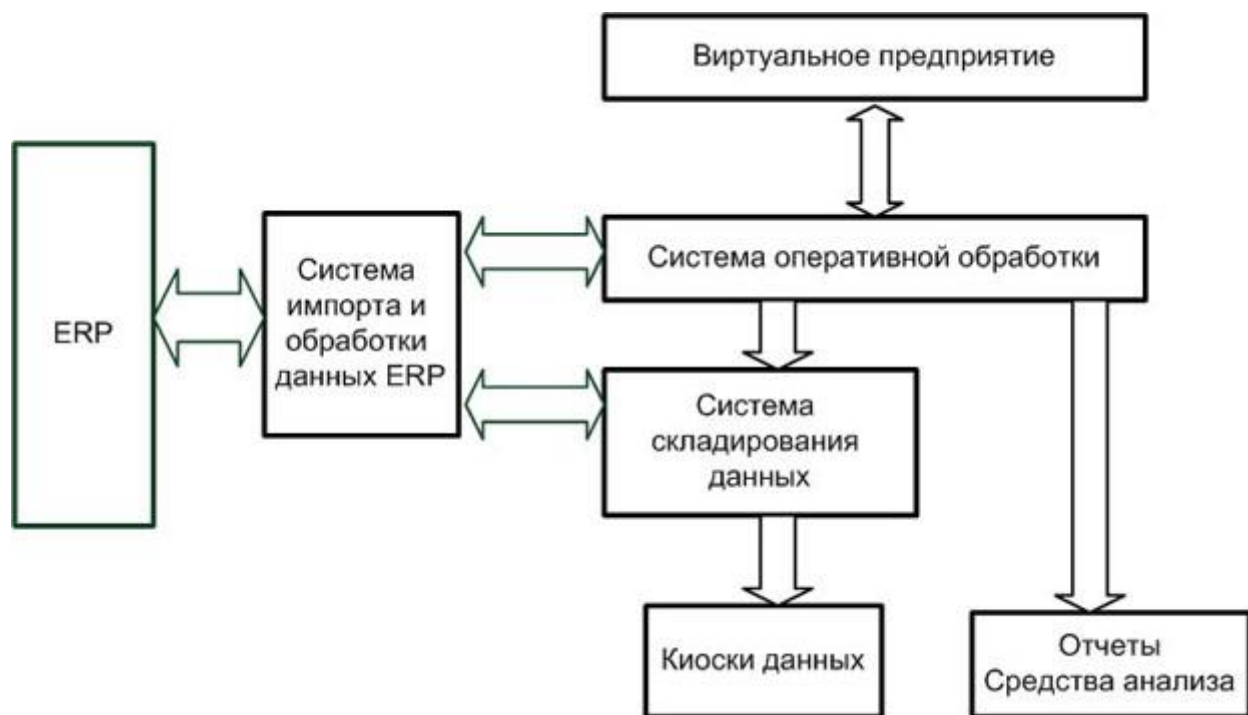 Виртуальное предприятие
ERP
Система
импорта и
обработки
данных ERP
Система оперативной обработки
Система
складирования
данных
Киоски данных
Отчеты
Средства анализа